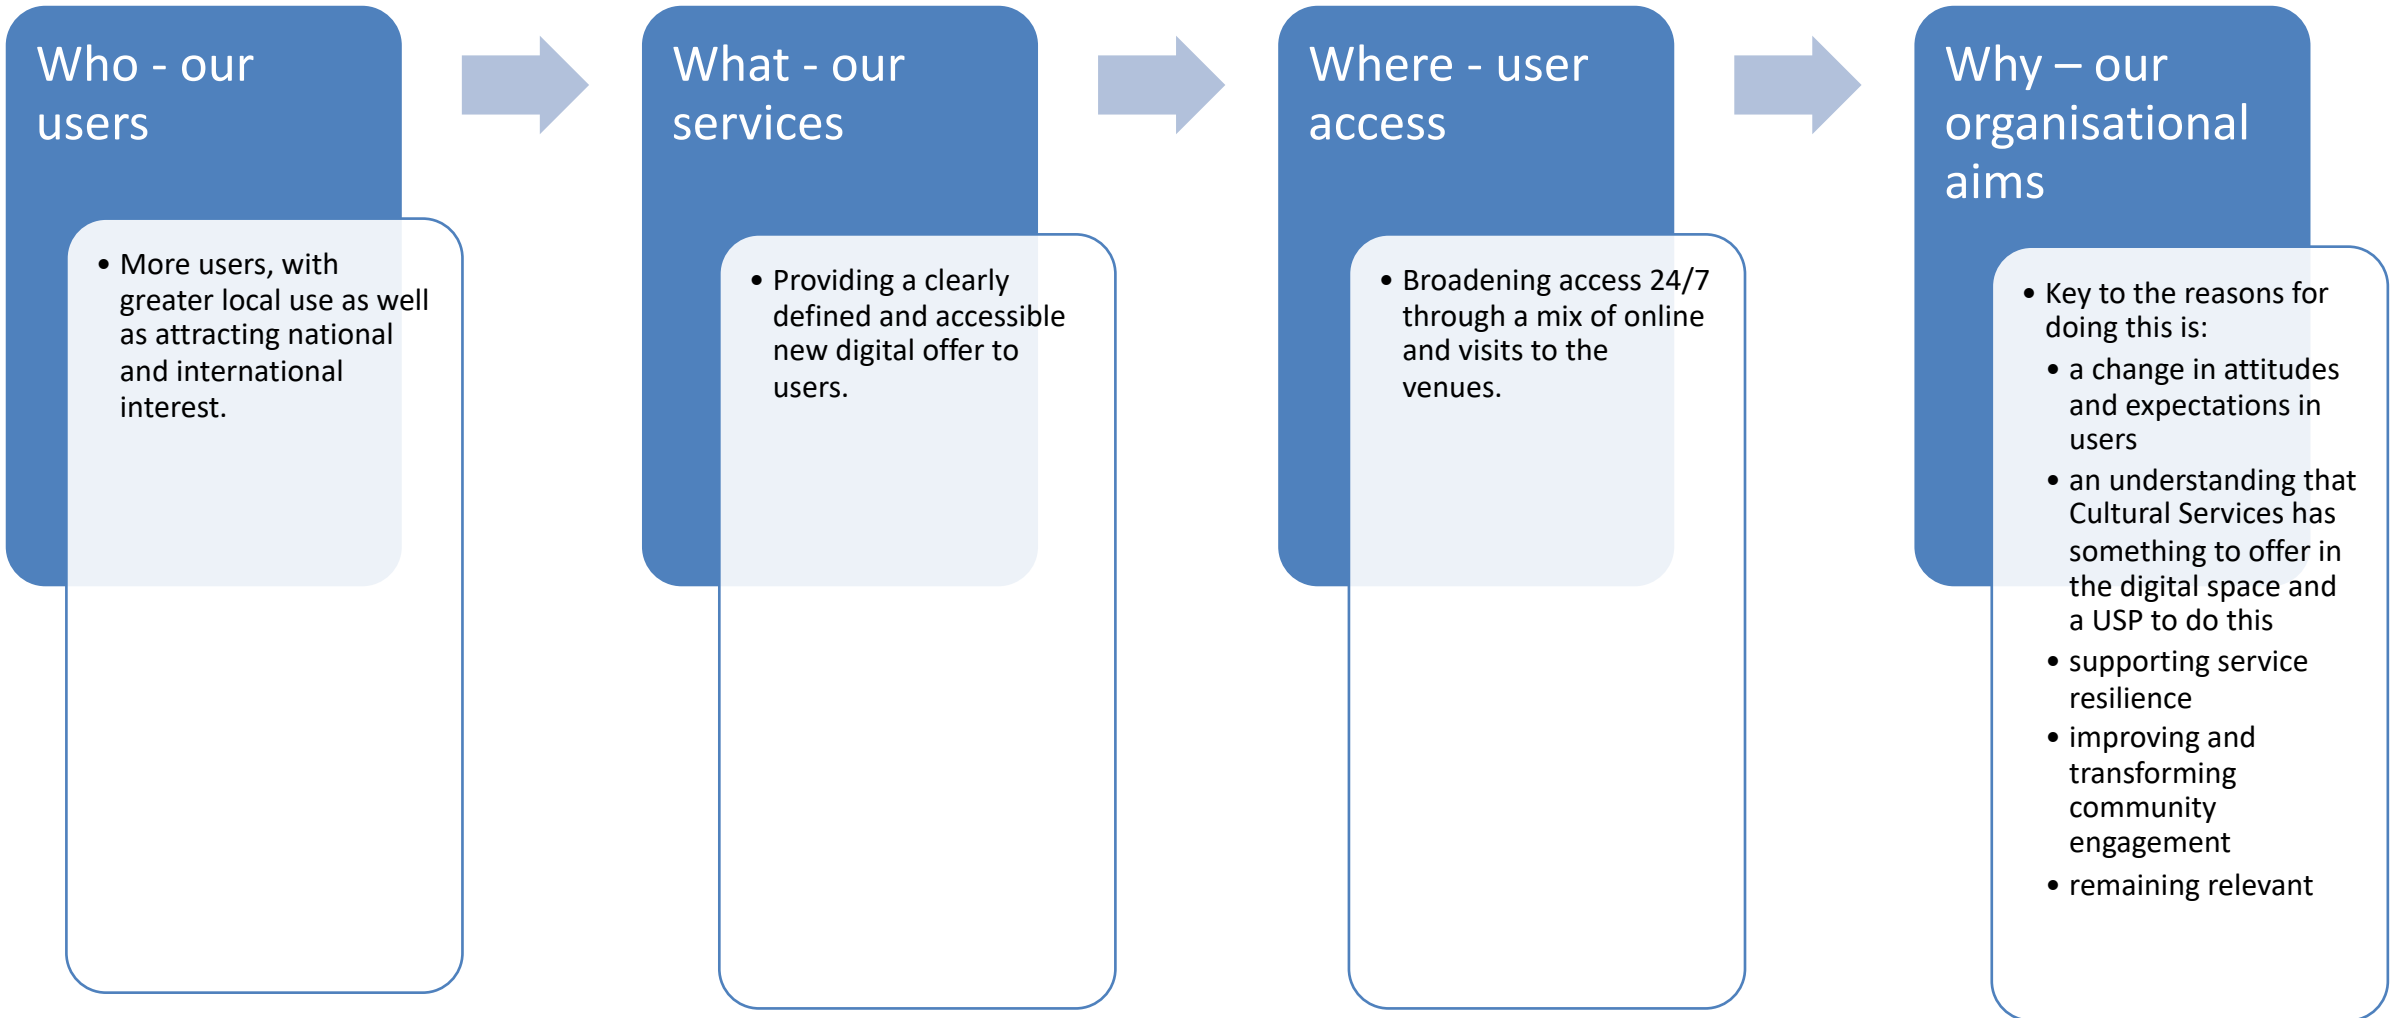 Who - our
users
• More users, with
greater local use as well
as attracting national
and international
interest.
What - our
services
• Providing a clearly
defined and accessible
new digital offer to
users.
Where - user
access
• Broadening access 24/7
through a mix of online
and visits to the
venues.
Why – our
organisational
aims
• Key to the reasons for
doing this is:
• a change in attitudes
and expectations in
users
• an understanding that
Cultural Services has
something to offer in
the digital space and
a USP to do this
• supporting service
resilience
• improving and
transforming
community
engagement
• remaining relevant